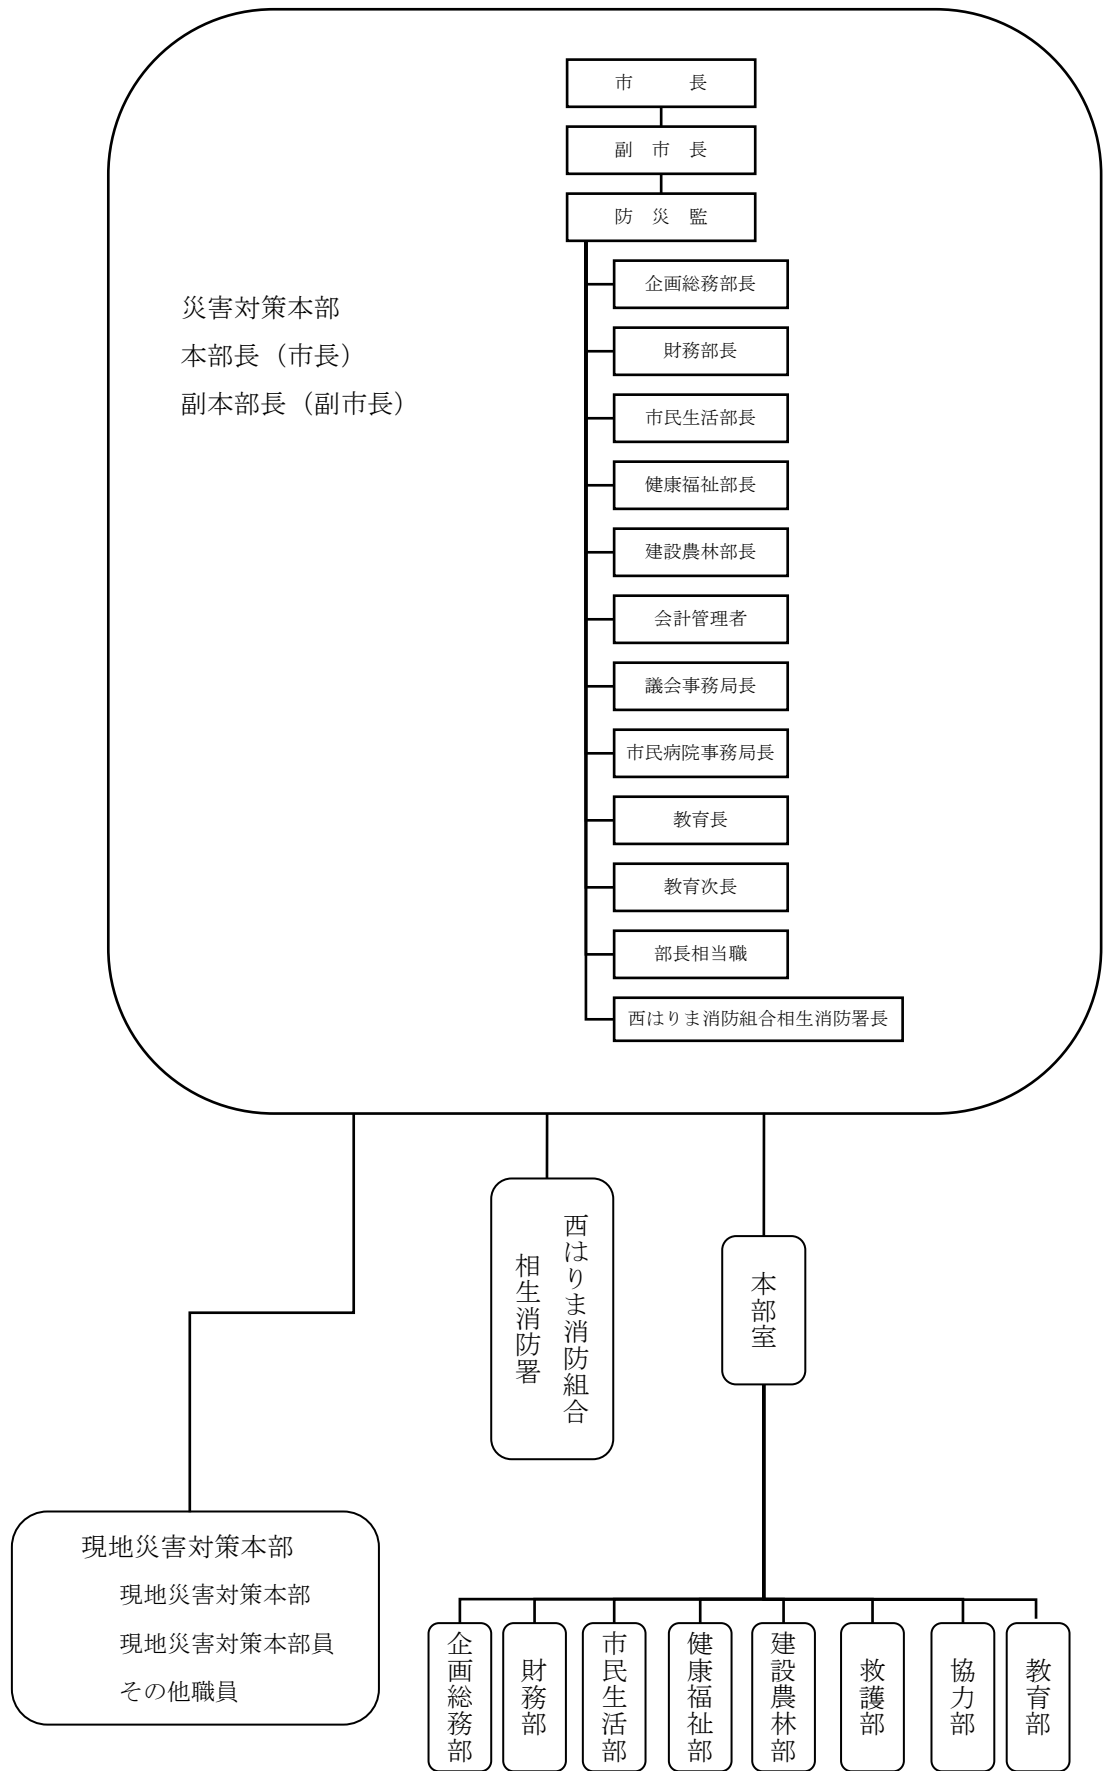 市　　　長
副　市　長
防　災　監
災害対策本部
本部長（市長）
副本部長（副市長）
企画総務部長
財務部長
市民生活部長
健康福祉部長
建設農林部長
会計管理者
議会事務局長
市民病院事務局長
教育長
教育次長
部長相当職
西はりま消防組合相生消防署長
西はりま消防組合
相生消防署
本部室
現地災害対策本部
現地災害対策本部
現地災害対策本部員
その他職員
企画総務部
財務部
市民生活部
健康福祉部
建設農林部
救護部
協力部
教育部